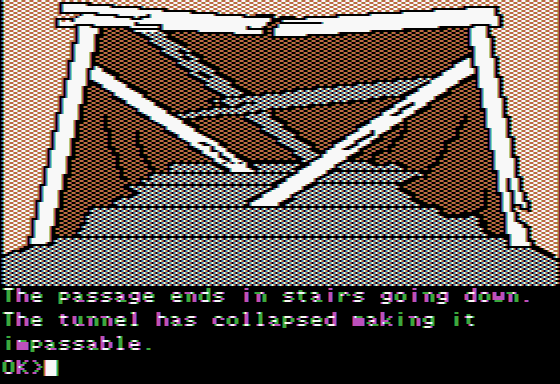 The passage ends in stairs going down.
The tunnel has collapsed making it
impassable.
OK>